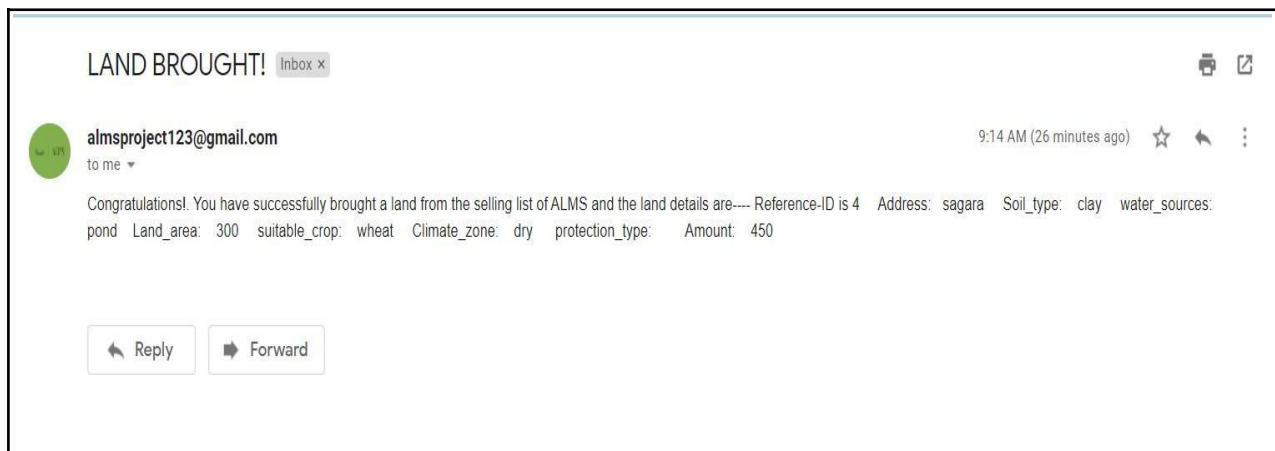 LAND BROUGHT! Inbox ×
almsproject123@gmail.com 9:14 AM (26 minutes ago)
to me
Congratulations!. You have successfully brought a land from the selling list of ALMS and the land details are---- Reference-ID is 4 Address: sagara Soil_type: clay water_sources:
pond Land_area: 300 suitable_crop: wheat Climate_zone: dry protection_type: Amount: 450
Reply Forward